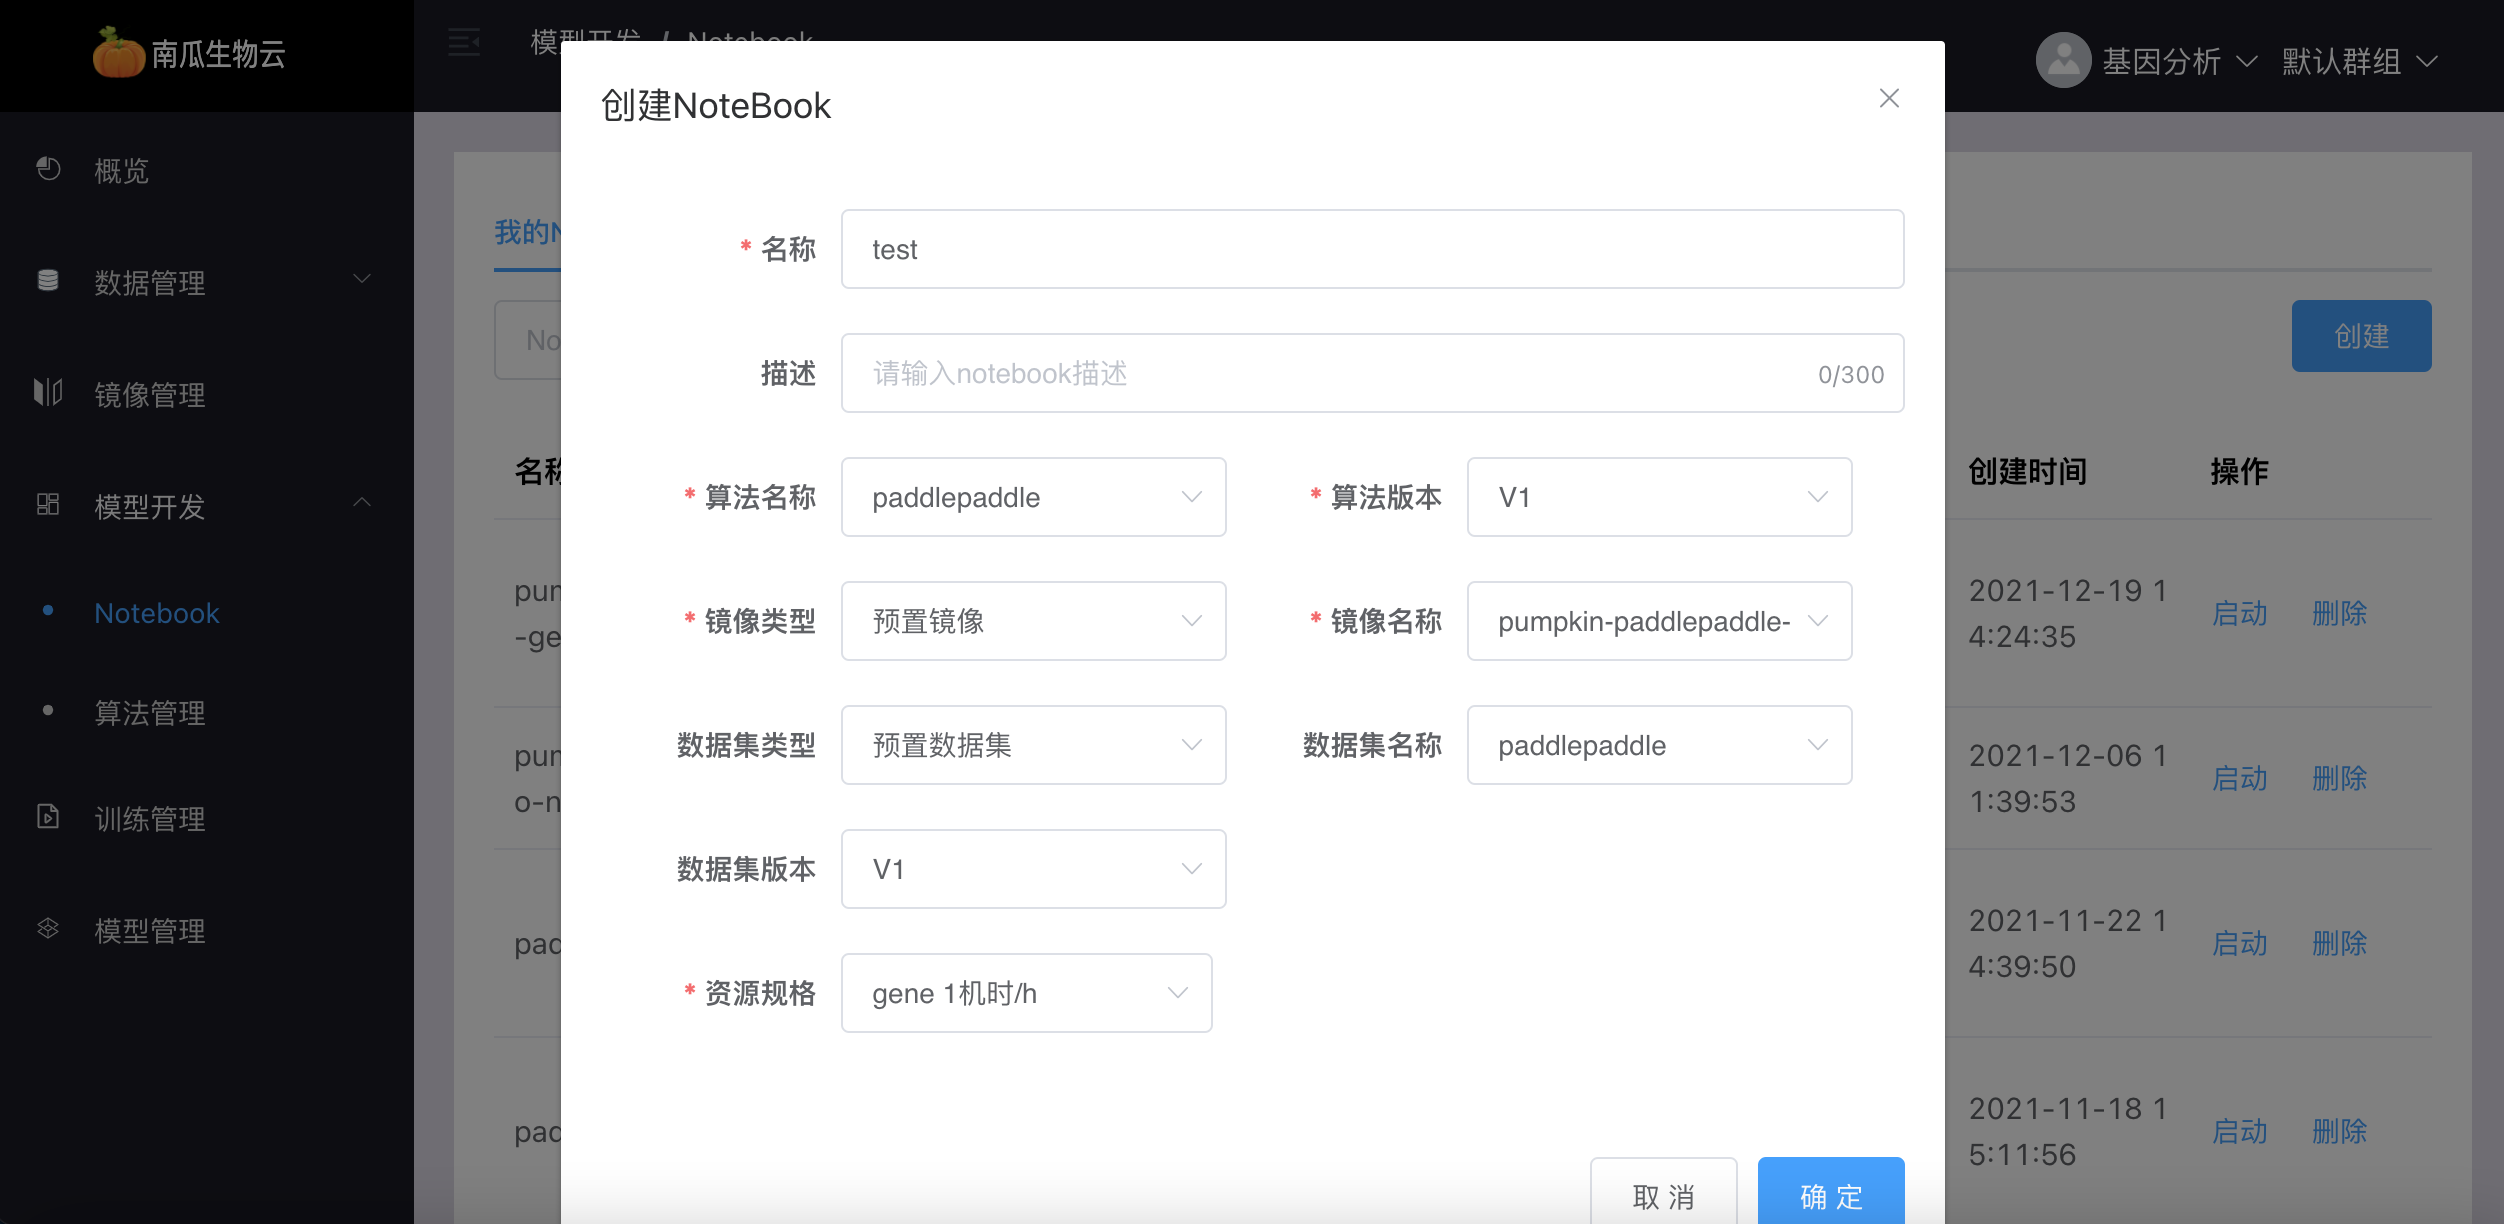 南瓜生物云
概览
数据管理
镜像管理
模型开发
Notebook
算法管理
训练管理
模型管理
模型开发 / Notebook
基因分析
默认群组
创建NoteBook
* 名称 test
描述 请输入notebook描述 0/300
* 算法名称 paddlepaddle * 算法版本 V1
* 镜像类型 预置镜像 * 镜像名称 pumpkin-paddlepaddle-
数据集类型 预置数据集 数据集名称 paddlepaddle
数据集版本 V1
* 资源规格 gene 1机时/h
取 消 确 定
我的N
No
创建
名称 创建时间 操作
pum
-ge
2021-12-19 1
4:24:35
启动 删除
pum
o-n
2021-12-06 1
1:39:53
启动 删除
pad
2021-11-22 1
4:39:50
启动 删除
pad
2021-11-18 1
5:11:56
启动 删除